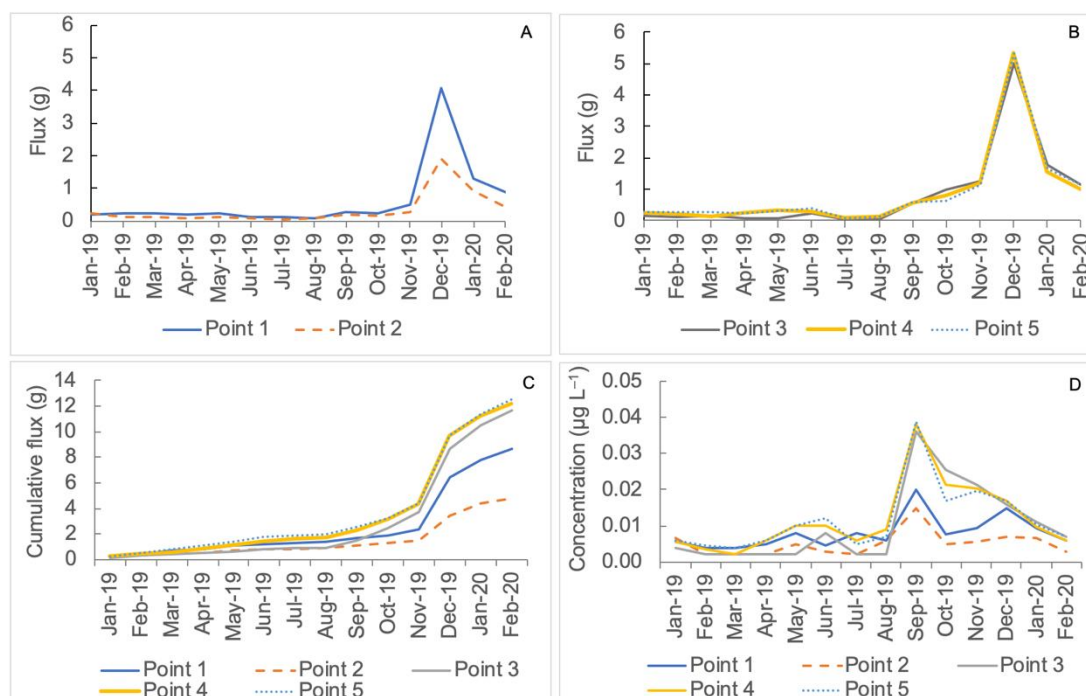 A
Flux (g)
6
5
4
3
2
1
0
Jan-19
Feb-19
Mar-19
Apr-19
May-19
Jun-19
Jul-19
Aug-19
Sep-19
Oct-19
Nov-19
Dec-19
Jan-20
Feb-20
Point 1 Point 2
B
Flux (g)
6
5
4
3
2
1
0
Jan-19
Feb-19
Mar-19
Apr-19
May-19
Jun-19
Jul-19
Aug-19
Sep-19
Oct-19
Nov-19
Dec-19
Jan-20
Feb-20
Point 3 Point 4 Point 5
C
Cumulative flux (g)
14
12
10
8
6
4
2
0
Jan-19
Feb-19
Mar-19
Apr-19
May-19
Jun-19
Jul-19
Aug-19
Sep-19
Oct-19
Nov-19
Dec-19
Jan-20
Feb-20
Point 1 Point 2 Point 3
Point 4 Point 5
D
Concentration (µg L⁻¹)
0.05
0.04
0.03
0.02
0.01
0.00
Jan-19
Feb-19
Mar-19
Apr-19
May-19
Jun-19
Jul-19
Aug-19
Sep-19
Oct-19
Nov-19
Dec-19
Jan-20
Feb-20
Point 1 Point 2 Point 3
Point 4 Point 5